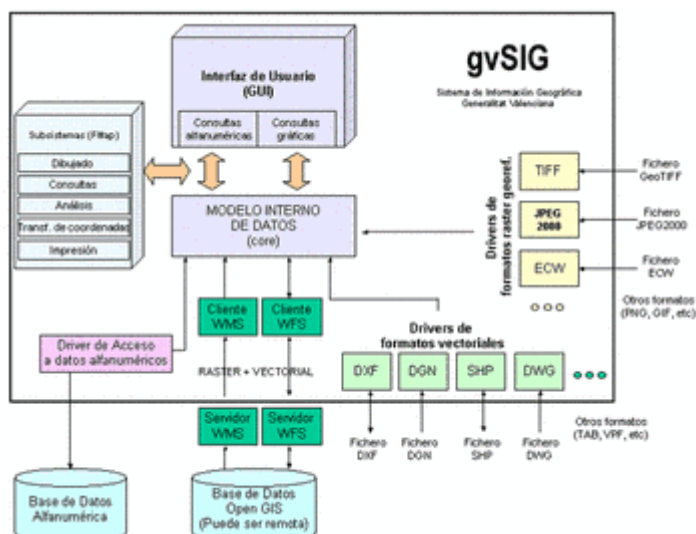 gvSIG
Sistema de Información Geográfica
Generalitat Valenciana
Interfaz de Usuario
(GUI)
Consultas
alfanuméricas
Consultas
gráficas
Subsistemas (FMap)
Dibujado
Consultas
Análisis
Transf. de coordenadas
Impresión
MODELO INTERNO
DE DATOS
(core)
Drivers de
formatos raster georef.
TIFF
JPEG
2000
ECW
Fichero
GeoTIFF
Fichero
JPEG2000
Fichero
ECW
Otros formatos
(PNG, GIF, etc)
Cliente
WMS
Cliente
WFS
Driver de Acceso
a datos alfanuméricos
RASTER + VECTORIAL
Drivers de
formatos vectoriales
DXF
DGN
SHP
DWG
Servidor
WMS
Servidor
WFS
Fichero
DXF
Fichero
DGN
Fichero
SHP
Fichero
DWG
Otros formatos
(TAB, VPF, etc)
Base de Datos
Alfanumérica
Base de Datos
Open GIS
(Puede ser remota)